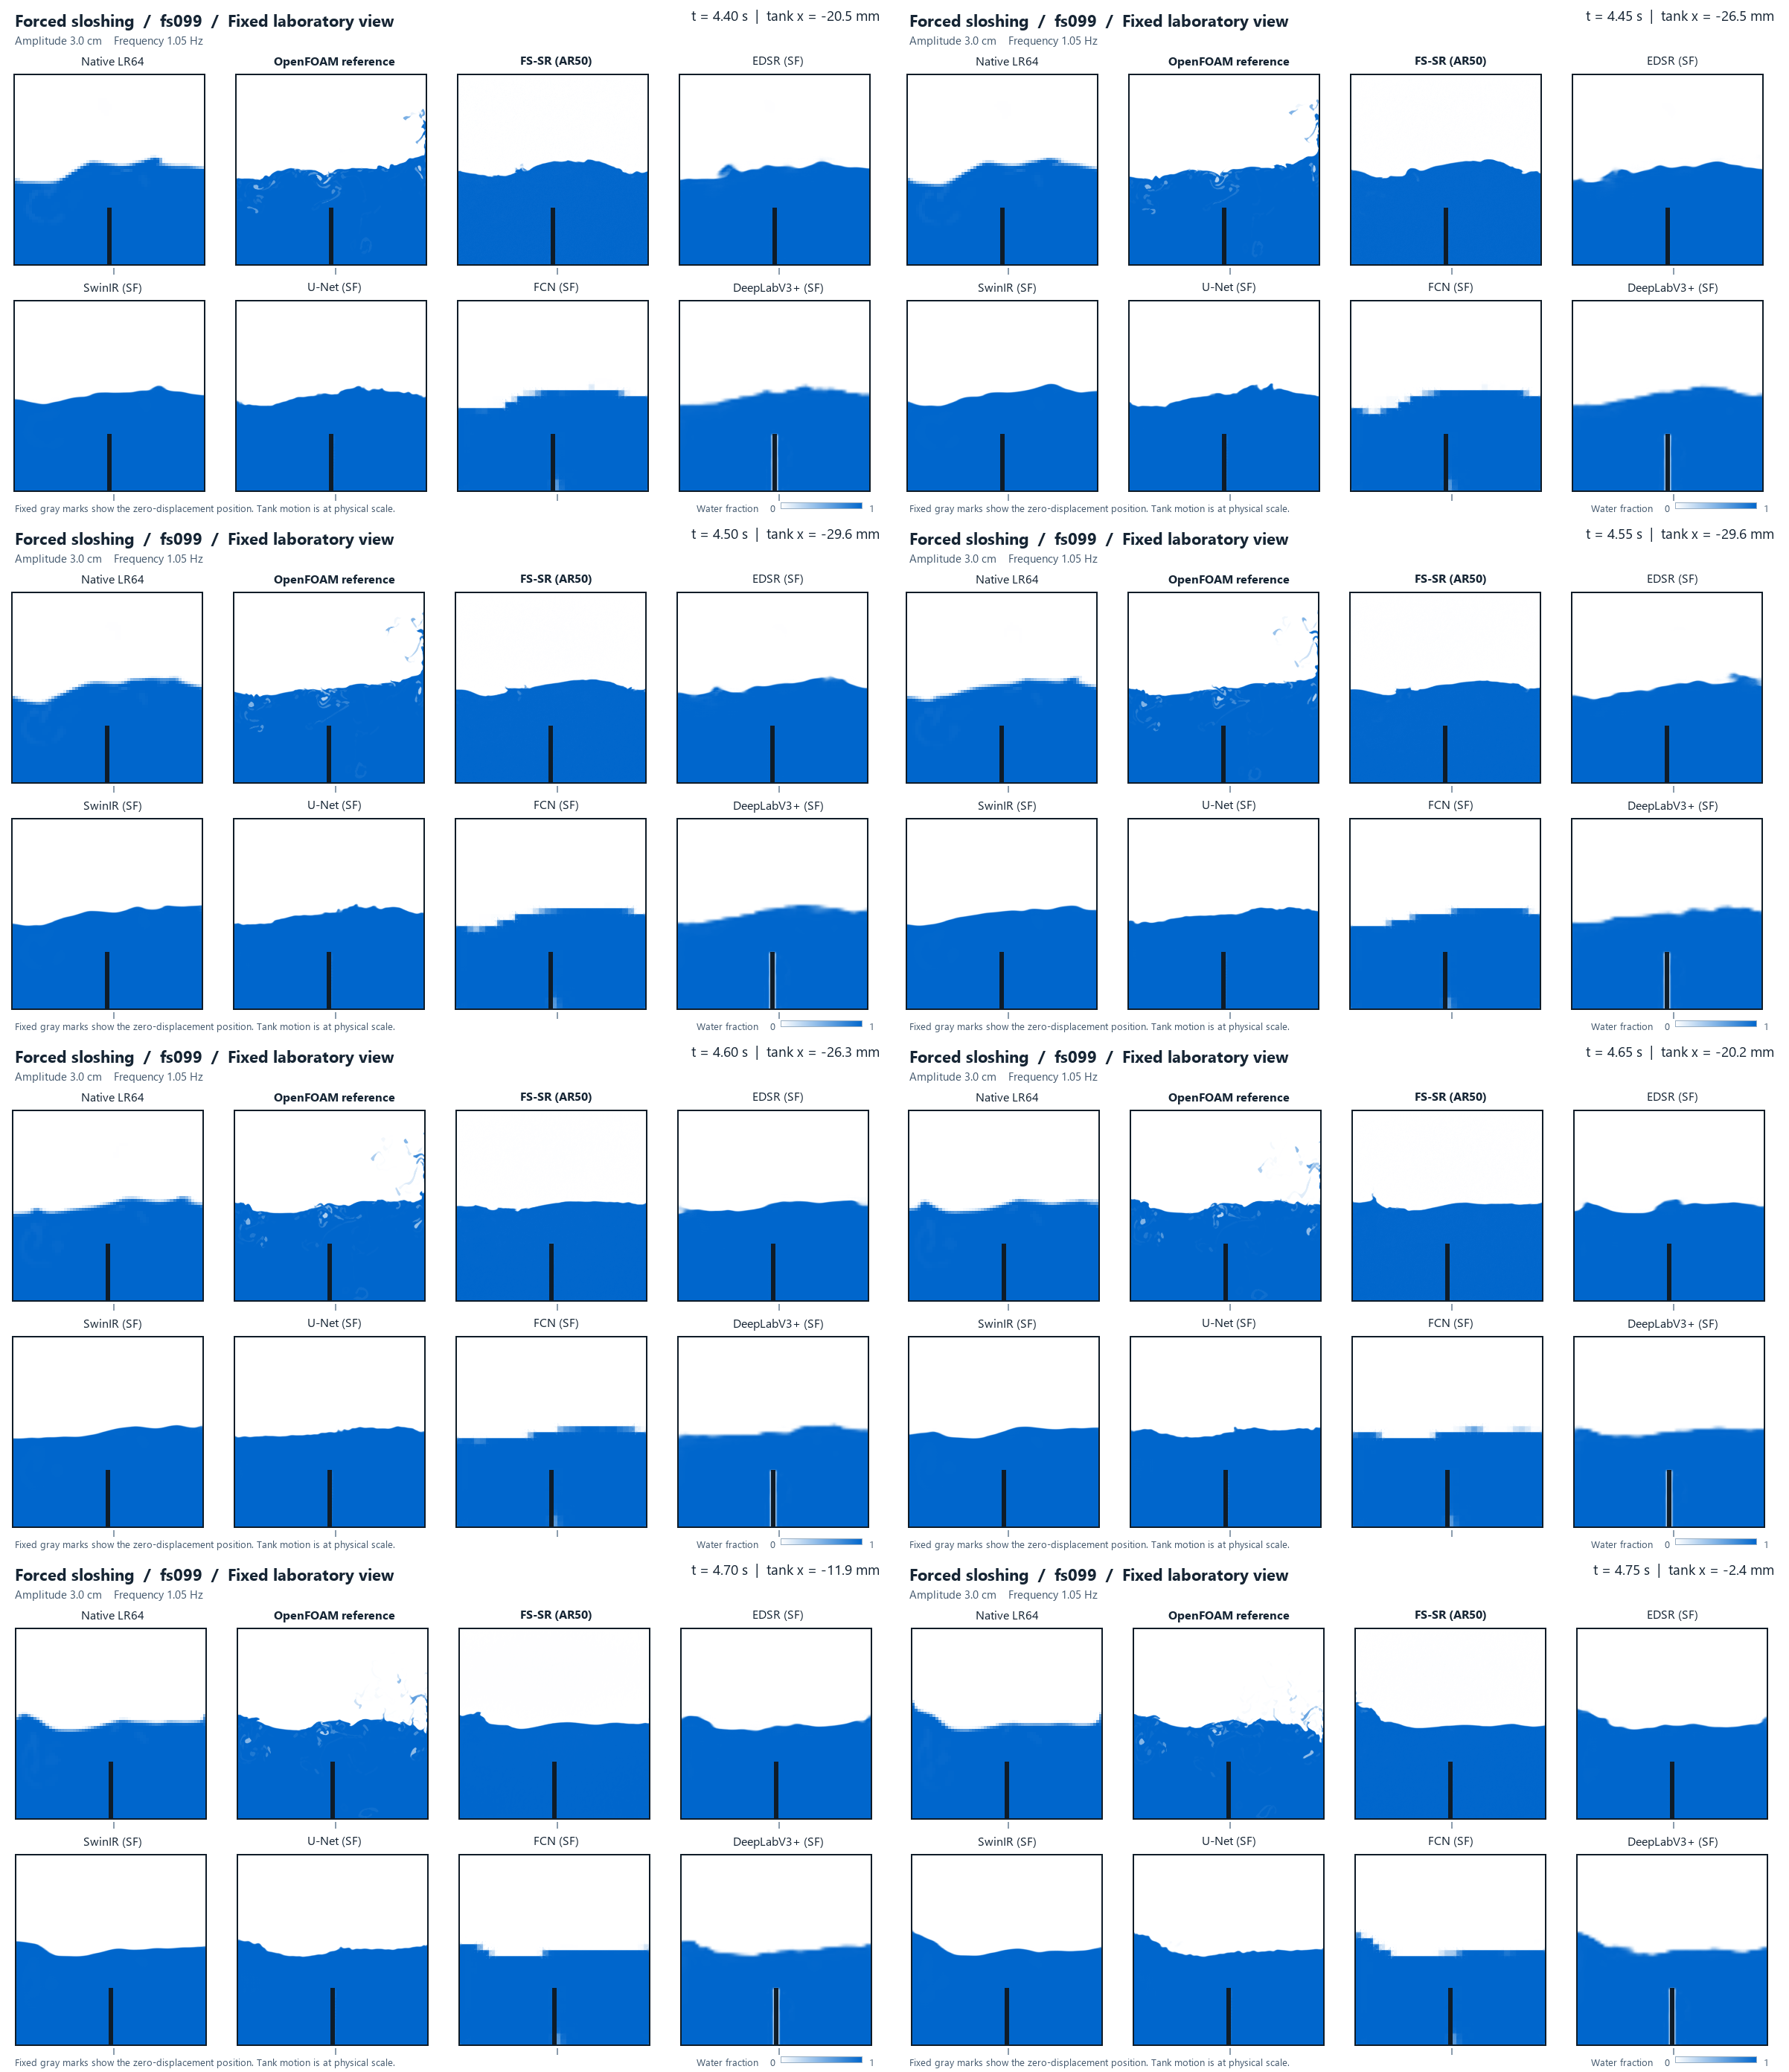 Forced sloshing / fs099 / Fixed laboratory view
t = 4.40 s | tank x = -20.5 mm
Amplitude 3.0 cm Frequency 1.05 Hz
Native LR64
OpenFOAM reference
FS-SR (AR50)
EDSR (SF)
SwinIR (SF)
U-Net (SF)
FCN (SF)
DeepLabV3+ (SF)
Fixed gray marks show the zero-displacement position. Tank motion is at physical scale.
Water fraction 0 1
Forced sloshing / fs099 / Fixed laboratory view
t = 4.45 s | tank x = -26.5 mm
Amplitude 3.0 cm Frequency 1.05 Hz
Native LR64
OpenFOAM reference
FS-SR (AR50)
EDSR (SF)
SwinIR (SF)
U-Net (SF)
FCN (SF)
DeepLabV3+ (SF)
Fixed gray marks show the zero-displacement position. Tank motion is at physical scale.
Water fraction 0 1
Forced sloshing / fs099 / Fixed laboratory view
t = 4.50 s | tank x = -29.6 mm
Amplitude 3.0 cm Frequency 1.05 Hz
Native LR64
OpenFOAM reference
FS-SR (AR50)
EDSR (SF)
SwinIR (SF)
U-Net (SF)
FCN (SF)
DeepLabV3+ (SF)
Fixed gray marks show the zero-displacement position. Tank motion is at physical scale.
Water fraction 0 1
Forced sloshing / fs099 / Fixed laboratory view
t = 4.55 s | tank x = -29.6 mm
Amplitude 3.0 cm Frequency 1.05 Hz
Native LR64
OpenFOAM reference
FS-SR (AR50)
EDSR (SF)
SwinIR (SF)
U-Net (SF)
FCN (SF)
DeepLabV3+ (SF)
Fixed gray marks show the zero-displacement position. Tank motion is at physical scale.
Water fraction 0 1
Forced sloshing / fs099 / Fixed laboratory view
t = 4.60 s | tank x = -26.3 mm
Amplitude 3.0 cm Frequency 1.05 Hz
Native LR64
OpenFOAM reference
FS-SR (AR50)
EDSR (SF)
SwinIR (SF)
U-Net (SF)
FCN (SF)
DeepLabV3+ (SF)
Fixed gray marks show the zero-displacement position. Tank motion is at physical scale.
Water fraction 0 1
Forced sloshing / fs099 / Fixed laboratory view
t = 4.65 s | tank x = -20.2 mm
Amplitude 3.0 cm Frequency 1.05 Hz
Native LR64
OpenFOAM reference
FS-SR (AR50)
EDSR (SF)
SwinIR (SF)
U-Net (SF)
FCN (SF)
DeepLabV3+ (SF)
Fixed gray marks show the zero-displacement position. Tank motion is at physical scale.
Water fraction 0 1
Forced sloshing / fs099 / Fixed laboratory view
t = 4.70 s | tank x = -11.9 mm
Amplitude 3.0 cm Frequency 1.05 Hz
Native LR64
OpenFOAM reference
FS-SR (AR50)
EDSR (SF)
SwinIR (SF)
U-Net (SF)
FCN (SF)
DeepLabV3+ (SF)
Fixed gray marks show the zero-displacement position. Tank motion is at physical scale.
Water fraction 0 1
Forced sloshing / fs099 / Fixed laboratory view
t = 4.75 s | tank x = -2.4 mm
Amplitude 3.0 cm Frequency 1.05 Hz
Native LR64
OpenFOAM reference
FS-SR (AR50)
EDSR (SF)
SwinIR (SF)
U-Net (SF)
FCN (SF)
DeepLabV3+ (SF)
Fixed gray marks show the zero-displacement position. Tank motion is at physical scale.
Water fraction 0 1